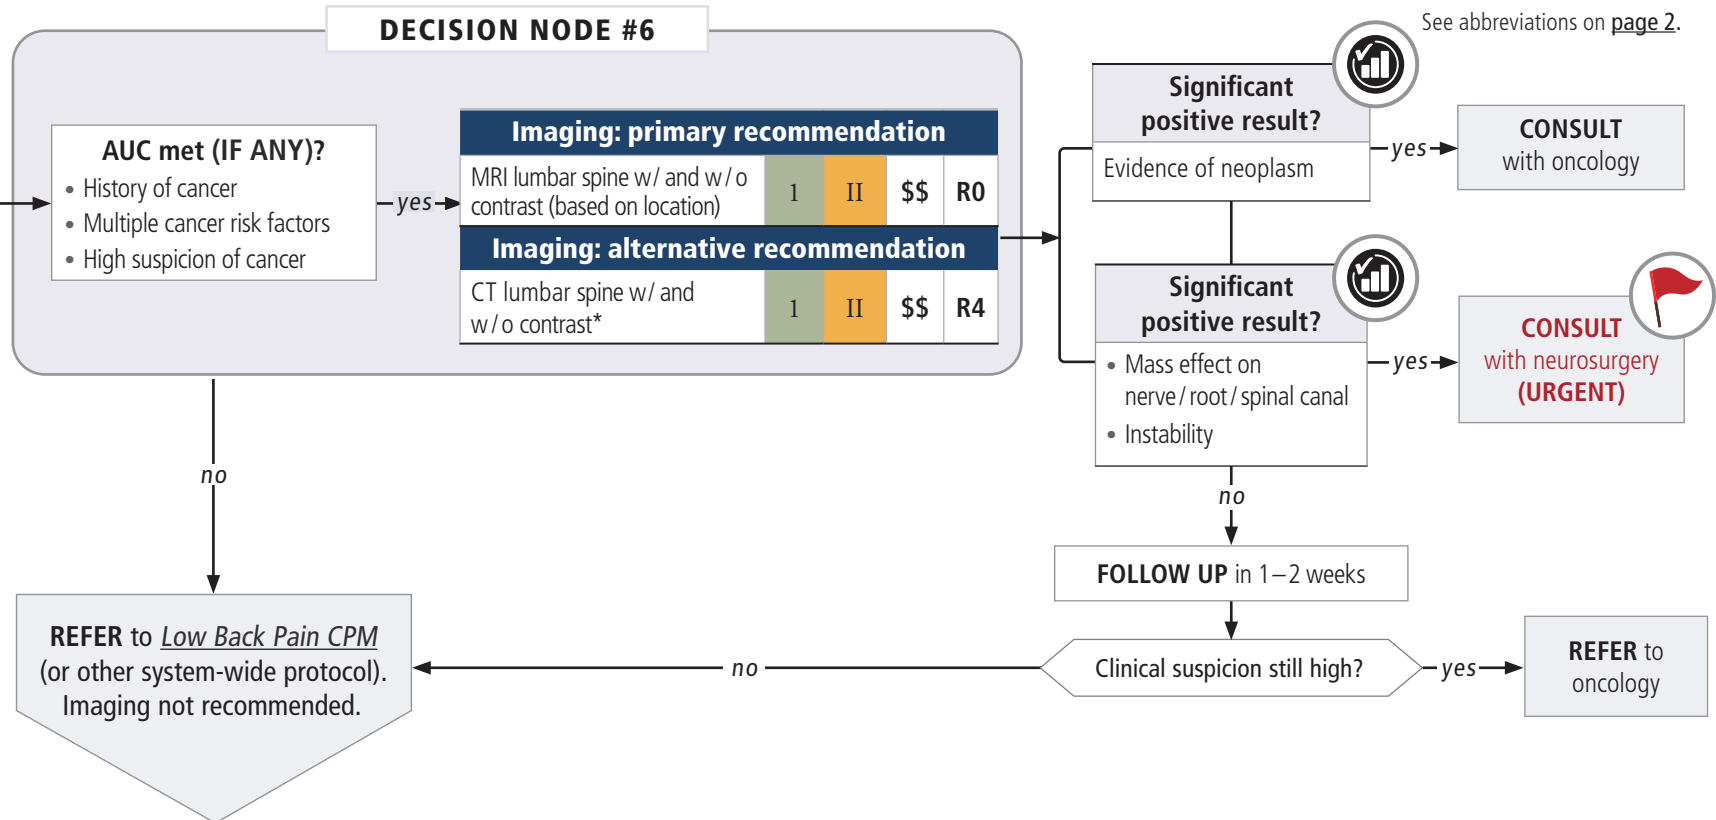 DECISION NODE #6
See abbreviations on page 2.
AUC met (IF ANY)?
• History of cancer
• Multiple cancer risk factors
• High suspicion of cancer
yes
Imaging: primary recommendation
MRI lumbar spine w/ and w/o
contrast (based on location)
1 II $$ R0
Imaging: alternative recommendation
CT lumbar spine w/ and
w/o contrast*
1 II $$ R4
Significant
positive result?
Evidence of neoplasm
yes
CONSULT
with oncology
Significant
positive result?
• Mass effect on
nerve/root/spinal canal
• Instability
yes
CONSULT
with neurosurgery
(URGENT)
no
no
FOLLOW UP in 1–2 weeks
Clinical suspicion still high?
yes
REFER to
oncology
no
REFER to Low Back Pain CPM
(or other system-wide protocol).
Imaging not recommended.